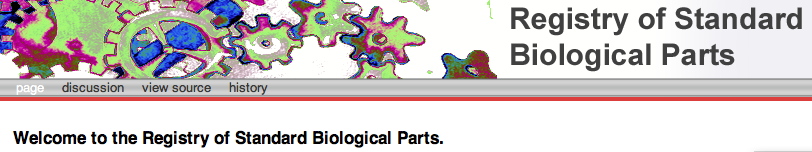 Registry of Standard
Biological Parts
page discussion view source history
Welcome to the Registry of Standard Biological Parts.